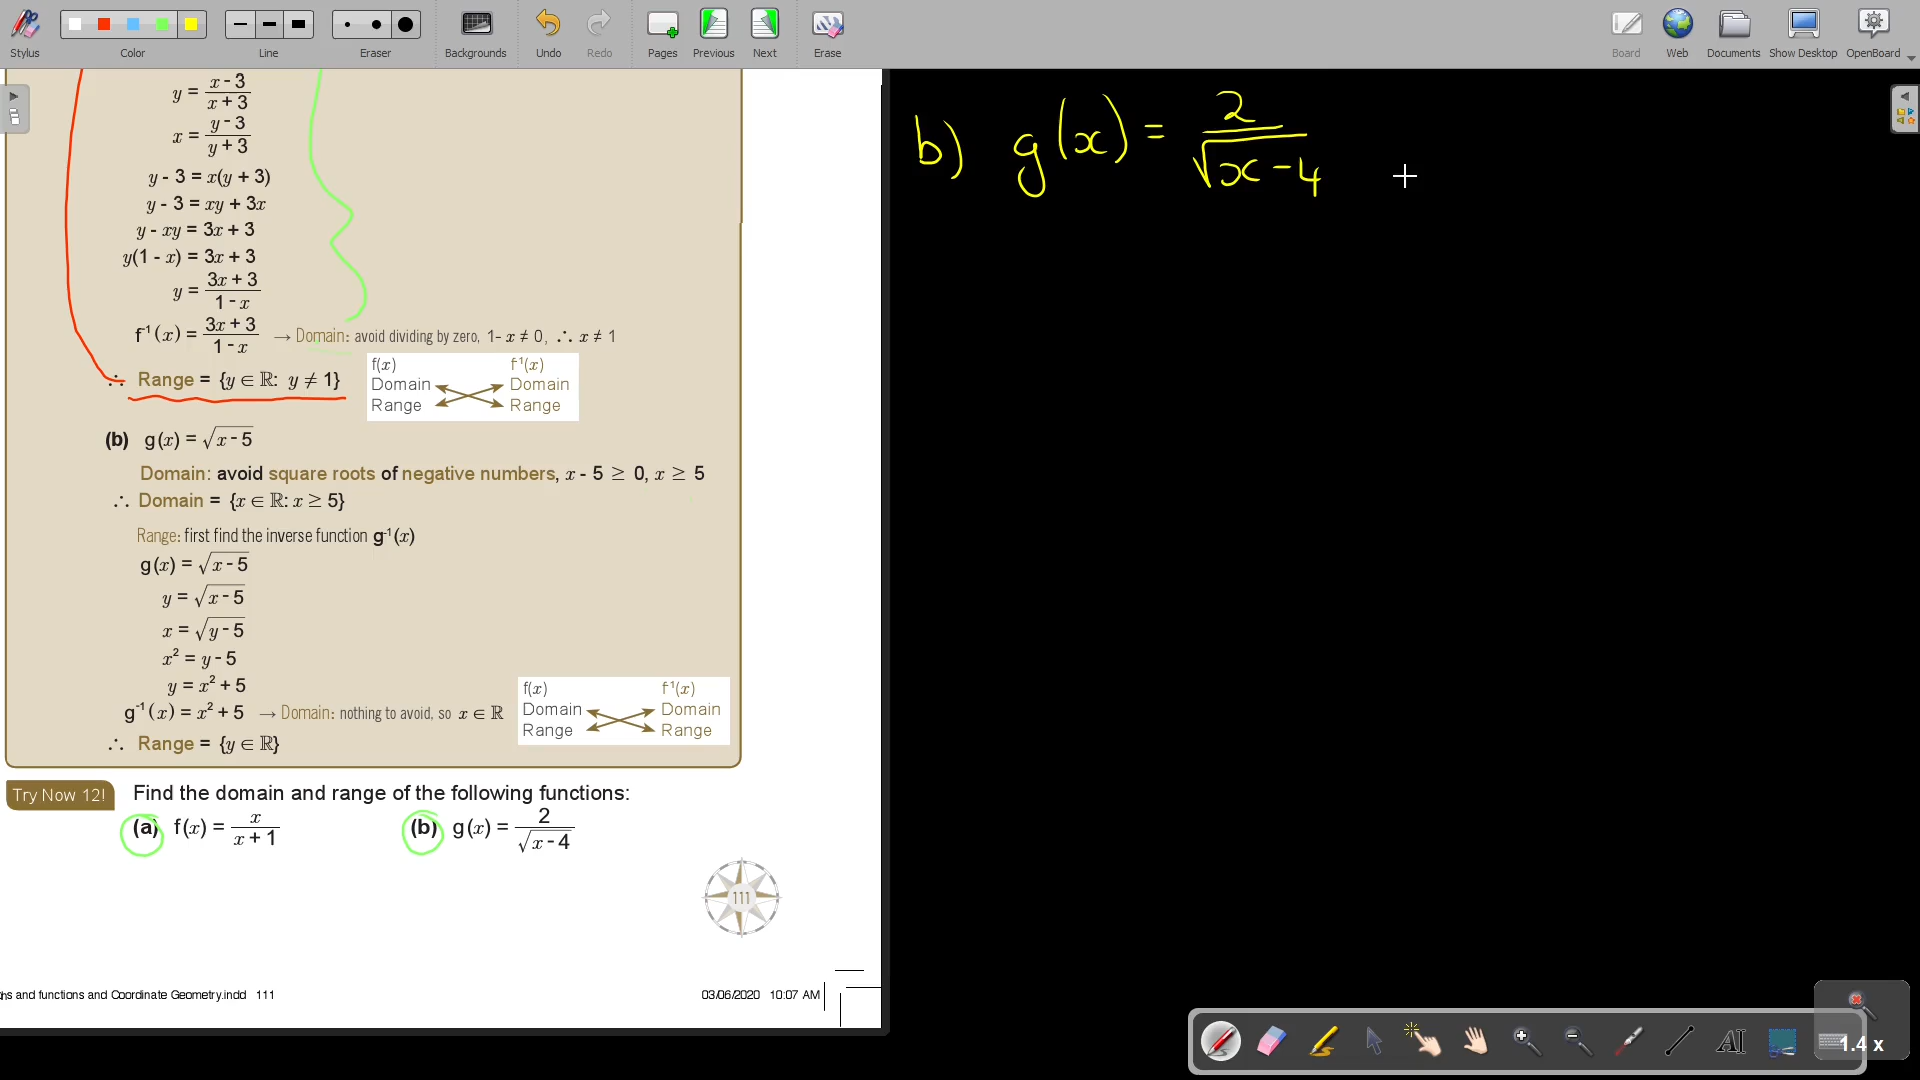 Stylus Color Line Eraser Backgrounds Undo Redo Pages Previous Next Erase Board Web Documents Show Desktop OpenBoard
y = (x - 3)/(x + 3)
x = (y - 3)/(y + 3)
y - 3 = x(y + 3)
y - 3 = xy + 3x
y - xy = 3x + 3
y(1 - x) = 3x + 3
y = (3x + 3)/(1 - x)
f⁻¹(x) = (3x + 3)/(1 - x) → Domain: avoid dividing by zero, 1- x ≠ 0, ∴ x ≠ 1
∴ Range = {y ∈ ℝ: y ≠ 1}
f(x) f⁻¹(x)
Domain Domain
Range Range
(b) g(x) = √(x - 5)
Domain: avoid square roots of negative numbers, x - 5 ≥ 0, x ≥ 5
∴ Domain = {x ∈ ℝ: x ≥ 5}
Range: first find the inverse function g⁻¹(x)
g(x) = √(x - 5)
y = √(x - 5)
x = √(y - 5)
x² = y - 5
y = x² + 5
g⁻¹(x) = x² + 5 → Domain: nothing to avoid, so x ∈ ℝ
∴ Range = {y ∈ ℝ}
f(x) f⁻¹(x)
Domain Domain
Range Range
Try Now 12! Find the domain and range of the following functions:
(a) f(x) = x/(x + 1) (b) g(x) = 2/√(x - 4)
111
hs and functions and Coordinate Geometry.indd 111 03/06/2020 10:07 AM
b) g(x) = 2/√(x - 4)
AI
1.4 x